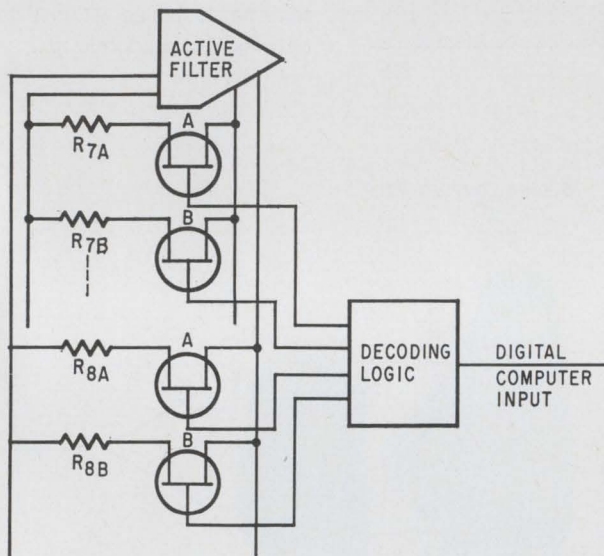 ACTIVE
FILTER
A
R7A
B
R7B
A
R8A
B
R8B
DECODING
LOGIC
DIGITAL
COMPUTER
INPUT